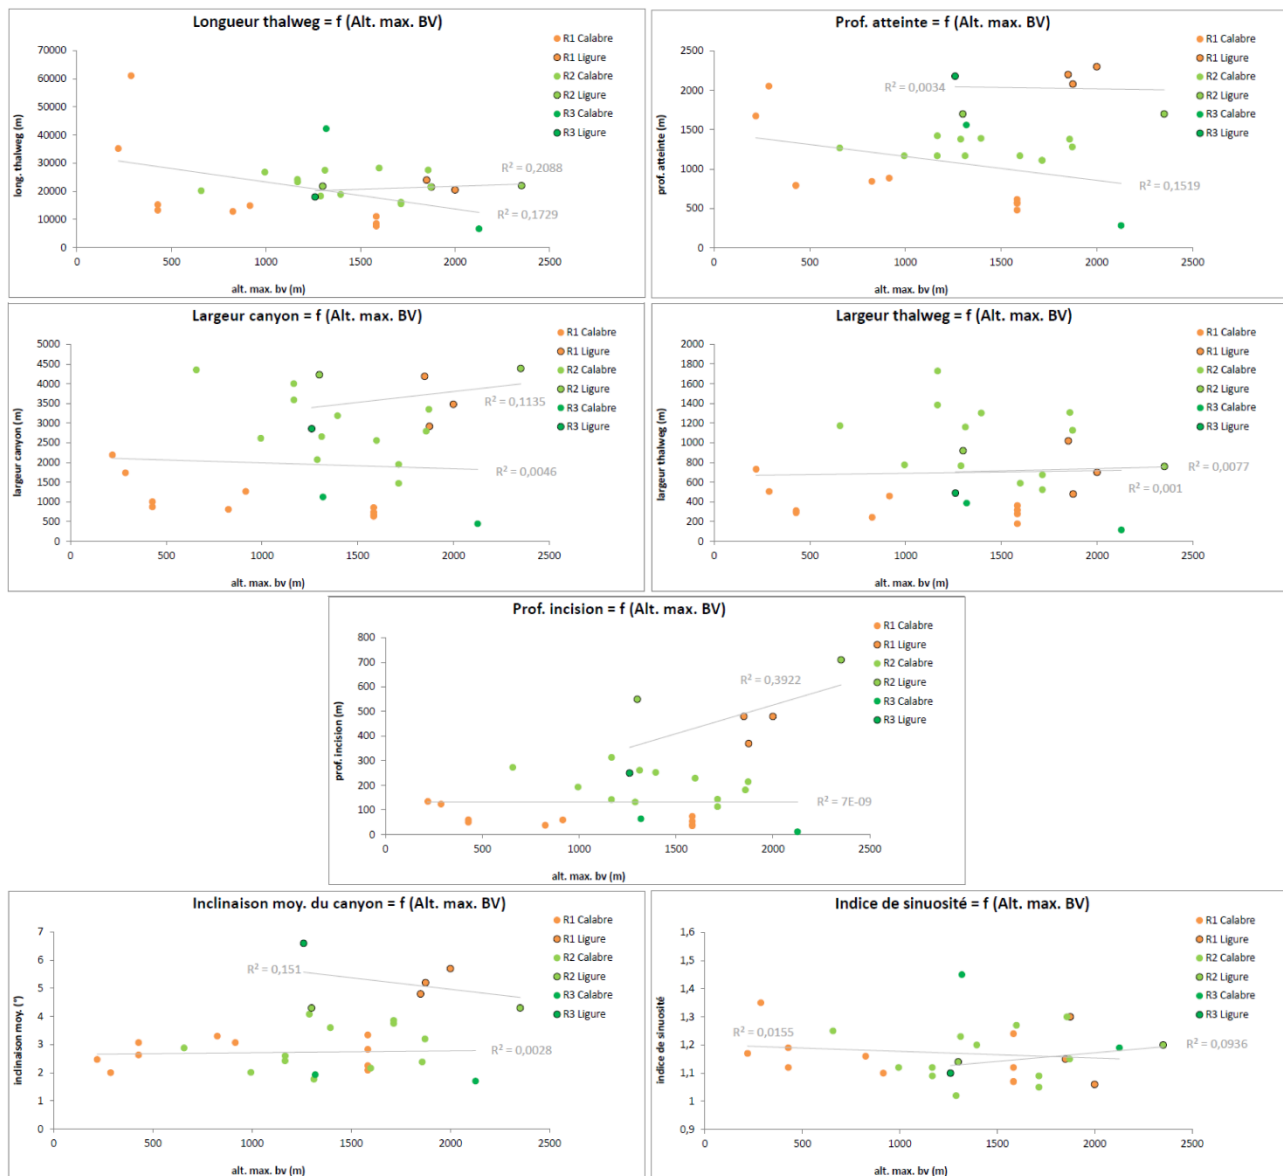 Longueur thalweg = f (Alt. max. BV)
long. thalweg (m)
70000
60000
50000
40000
30000
20000
10000
0
500
1000
1500
2000
2500
alt. max. bv (m)
R² = 0,2088
R² = 0,1729
R1 Calabre
R1 Ligure
R2 Calabre
R2 Ligure
R3 Calabre
R3 Ligure
Prof. atteinte = f (Alt. max. BV)
prof. atteinte (m)
2500
2000
1500
1000
500
0
0
500
1000
1500
2000
2500
alt. max. bv (m)
R² = 0,0034
R² = 0,1519
R1 Calabre
R1 Ligure
R2 Calabre
R2 Ligure
R3 Calabre
R3 Ligure
Largeur canyon = f (Alt. max. BV)
largeur canyon (m)
5000
4500
4000
3500
3000
2500
2000
1500
1000
500
0
0
500
1000
1500
2000
2500
alt. max. bv (m)
R² = 0,1135
R² = 0,0046
R1 Calabre
R1 Ligure
R2 Calabre
R2 Ligure
R3 Calabre
R3 Ligure
Largeur thalweg = f (Alt. max. BV)
largeur thalweg (m)
2000
1800
1600
1400
1200
1000
800
600
400
200
0
0
500
1000
1500
2000
2500
alt. max. bv (m)
R² = 0,0077
R² = 0,001
R1 Calabre
R1 Ligure
R2 Calabre
R2 Ligure
R3 Calabre
R3 Ligure
Prof. incision = f (Alt. max. BV)
prof. incision (m)
800
700
600
500
400
300
200
100
0
0
500
1000
1500
2000
2500
alt. max. bv (m)
R² = 0,3922
R² = 7E-09
R1 Calabre
R1 Ligure
R2 Calabre
R2 Ligure
R3 Calabre
R3 Ligure
Inclinaison moy. du canyon = f (Alt. max. BV)
inclinaison moy. (°)
7
6
5
4
3
2
1
0
0
500
1000
1500
2000
2500
alt. max. bv (m)
R² = 0,151
R² = 0,0028
R1 Calabre
R1 Ligure
R2 Calabre
R2 Ligure
R3 Calabre
R3 Ligure
Indice de sinuosité = f (Alt. max. BV)
indice de sinuosité
1,6
1,5
1,4
1,3
1,2
1,1
1
0,9
0
500
1000
1500
2000
2500
alt. max. bv (m)
R² = 0,0155
R² = 0,0936
R1 Calabre
R1 Ligure
R2 Calabre
R2 Ligure
R3 Calabre
R3 Ligure